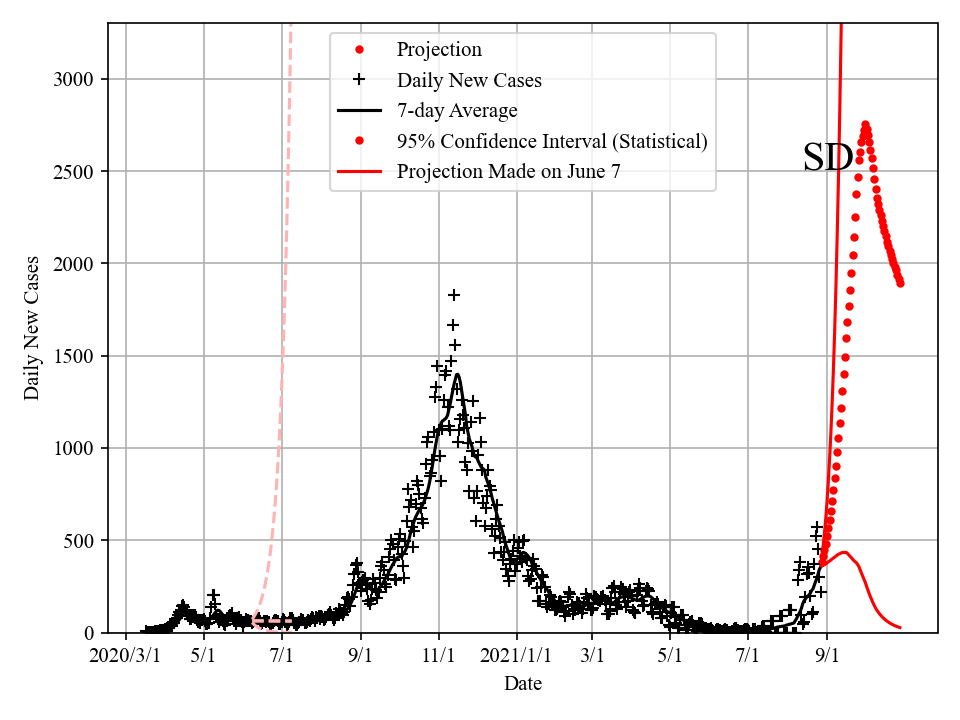 Projection
Daily New Cases
7-day Average
95% Confidence Interval (Statistical)
Projection Made on June 7
SD
Daily New Cases
3000
2500
2000
1500
1000
500
0
2020/3/1 5/1 7/1 9/1 11/1 2021/1/1 3/1 5/1 7/1 9/1
Date